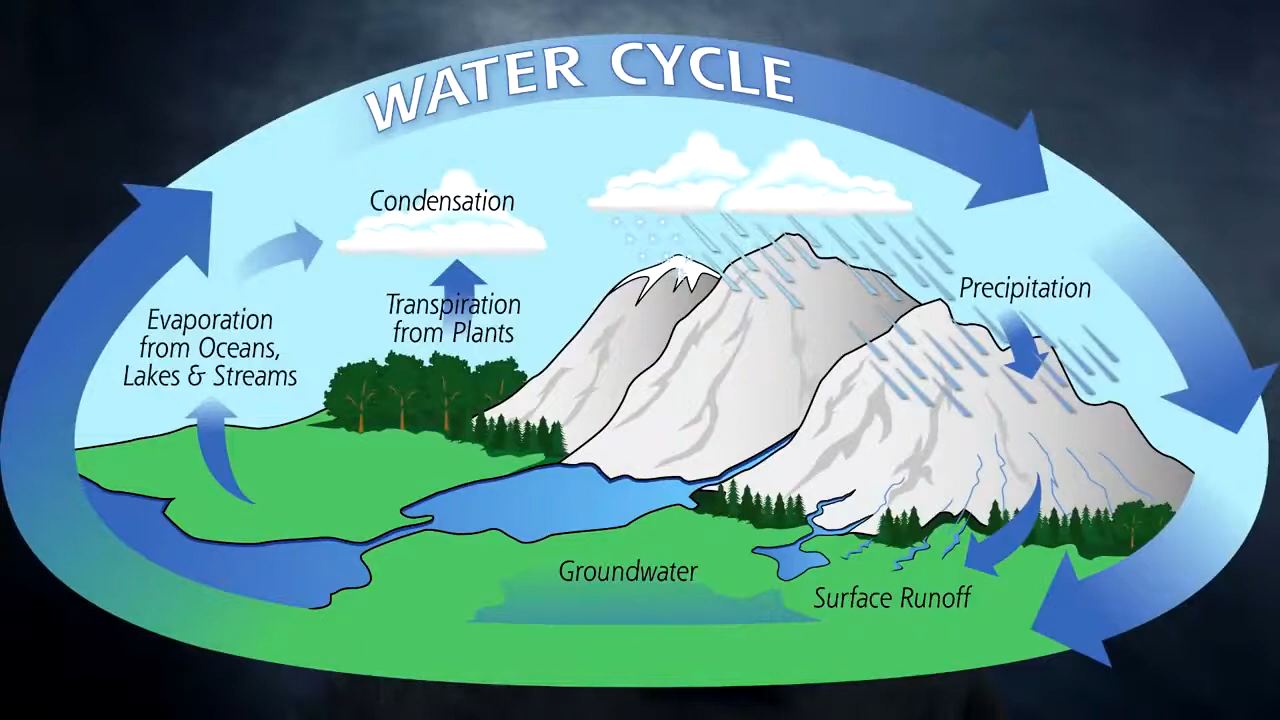 WATER CYCLE
Condensation
Precipitation
Transpiration
from Plants
Evaporation
from Oceans,
Lakes & Streams
Groundwater
Surface Runoff